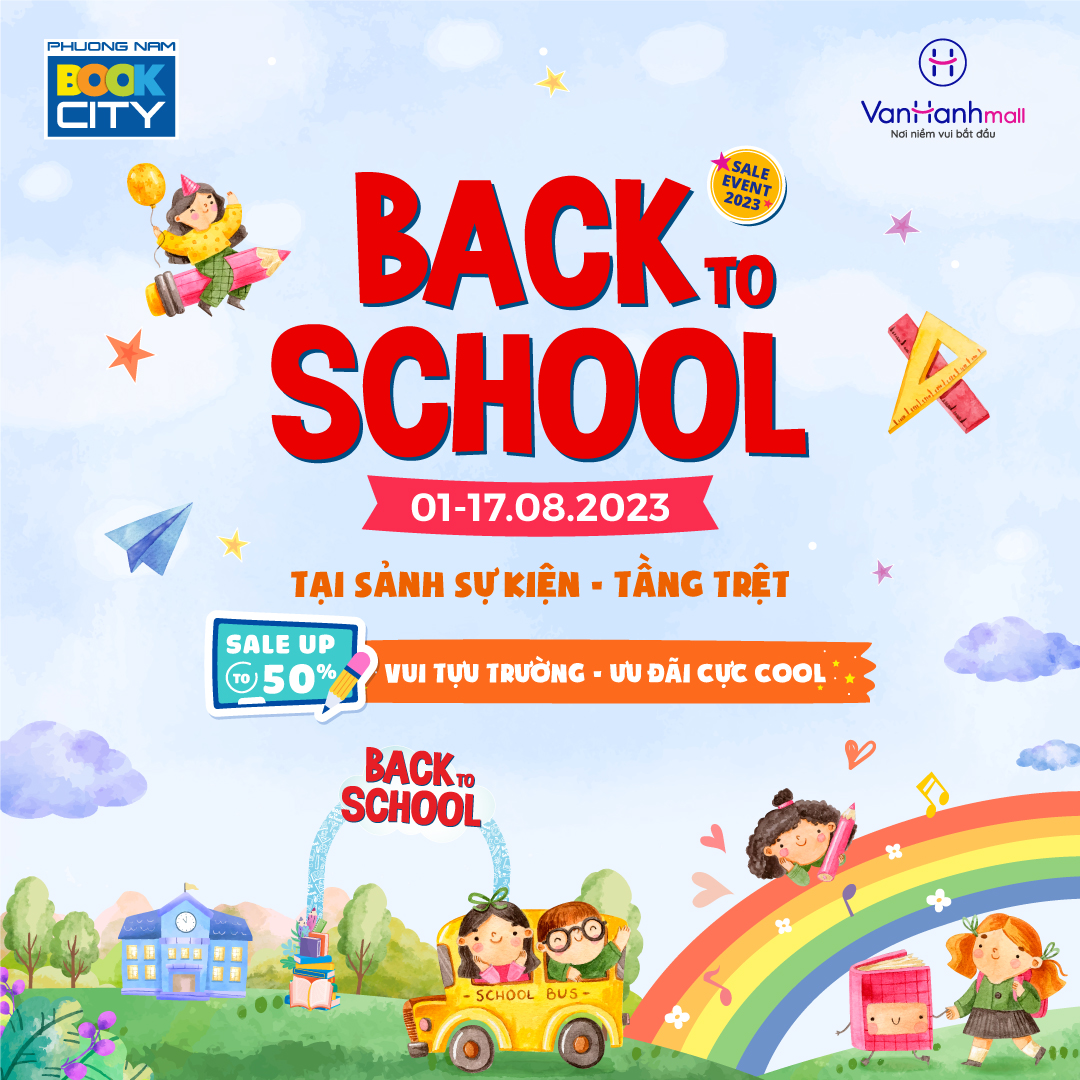 PHUONG NAM
BOOK
CITY
VanHanhmall
Nơi niềm vui bắt đầu
SALE
EVENT
2023
BACK TO
SCHOOL
01-17.08.2023
TẠI SẢNH SỰ KIỆN - TẦNG TRỆT
SALE UP
TO 50%
VUI TỰU TRƯỜNG - ƯU ĐÃI CỰC COOL
BACK TO
SCHOOL
- SCHOOL BUS -